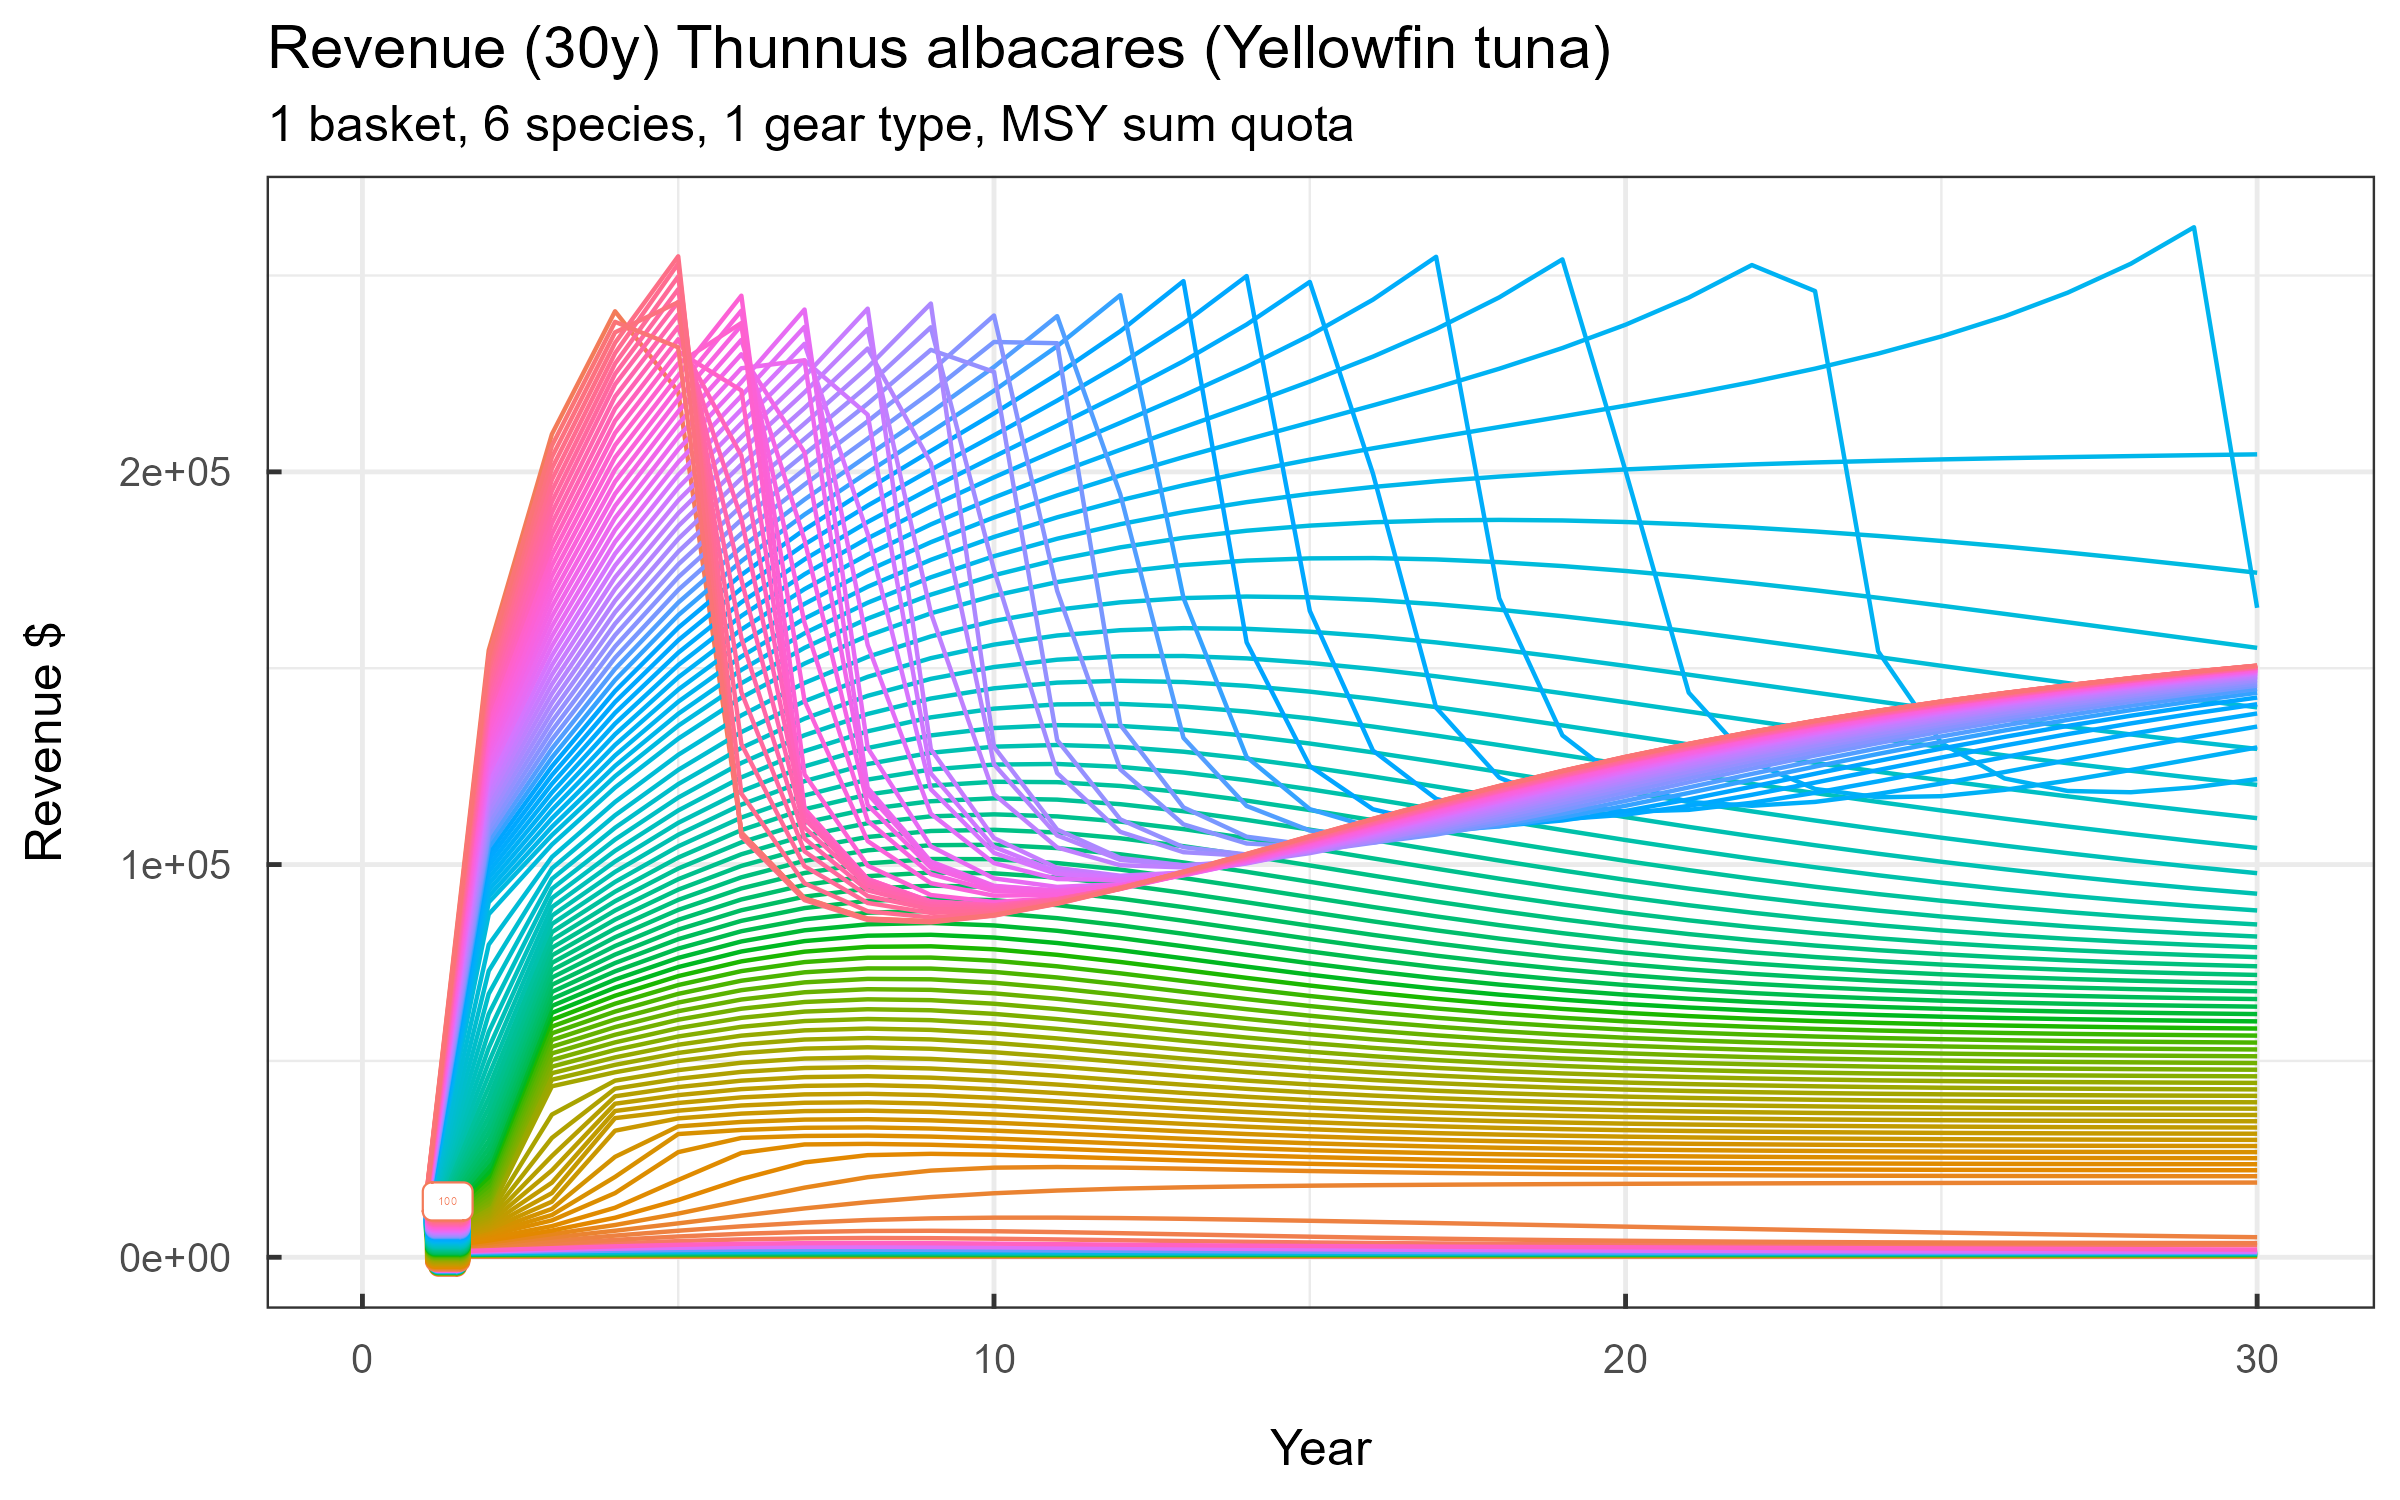 Revenue (30y) Thunnus albacares (Yellowfin tuna)
1 basket, 6 species, 1 gear type, MSY sum quota
Revenue $
2e+05
1e+05
0e+00
100
0
10
20
30
Year